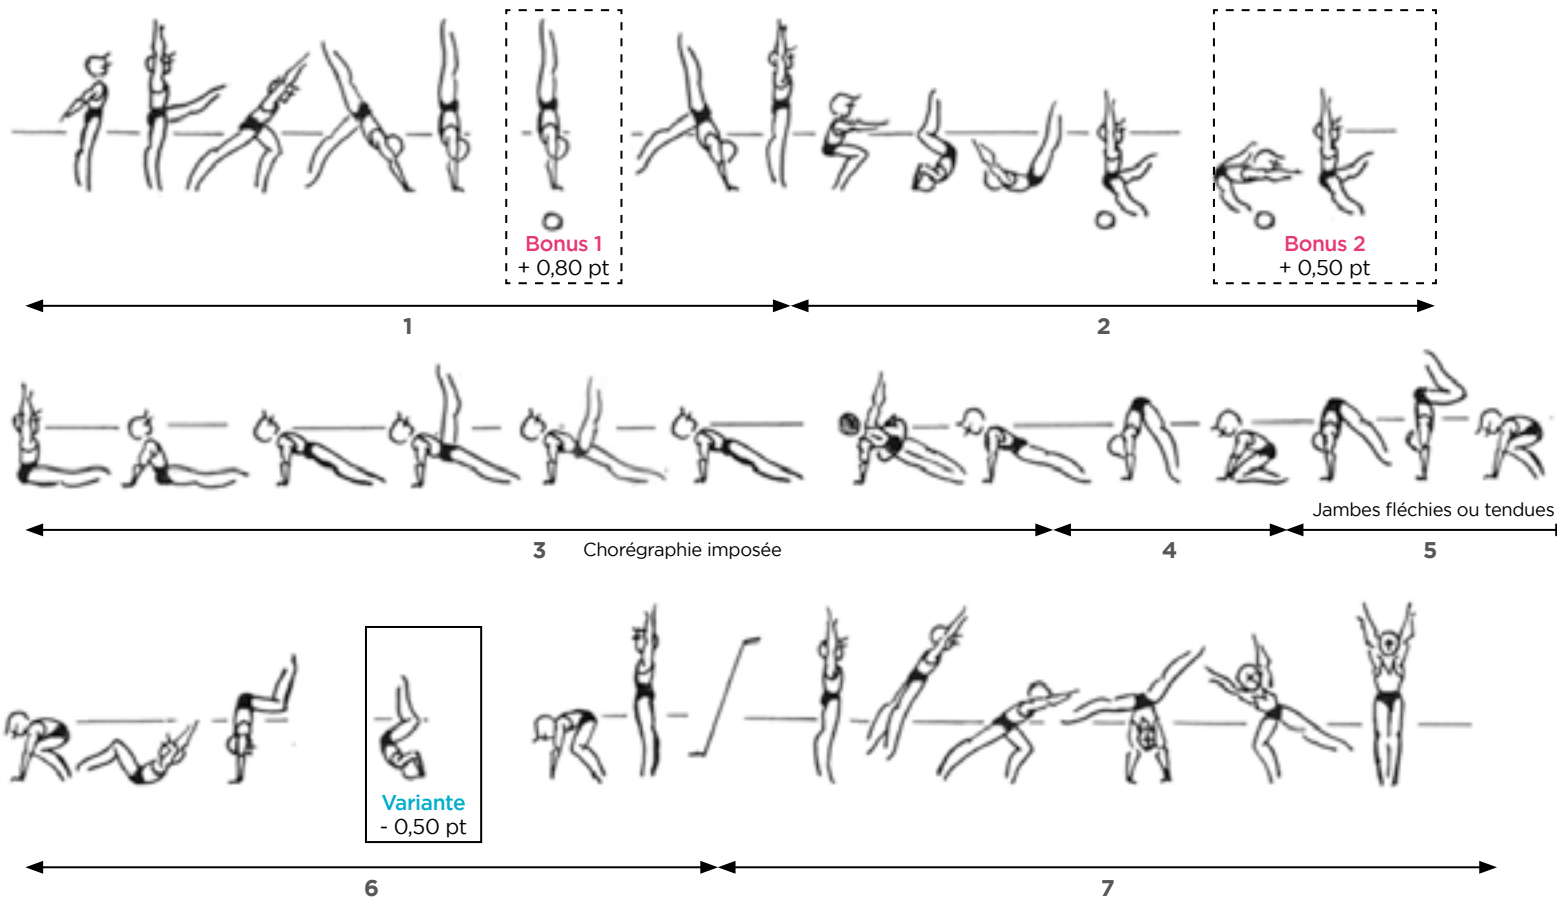 Bonus 1
+ 0,80 pt
Bonus 2
+ 0,50 pt
1
2
Jambes fléchies ou tendues
3
Chorégraphie imposée
4
5
Variante
- 0,50 pt
6
7